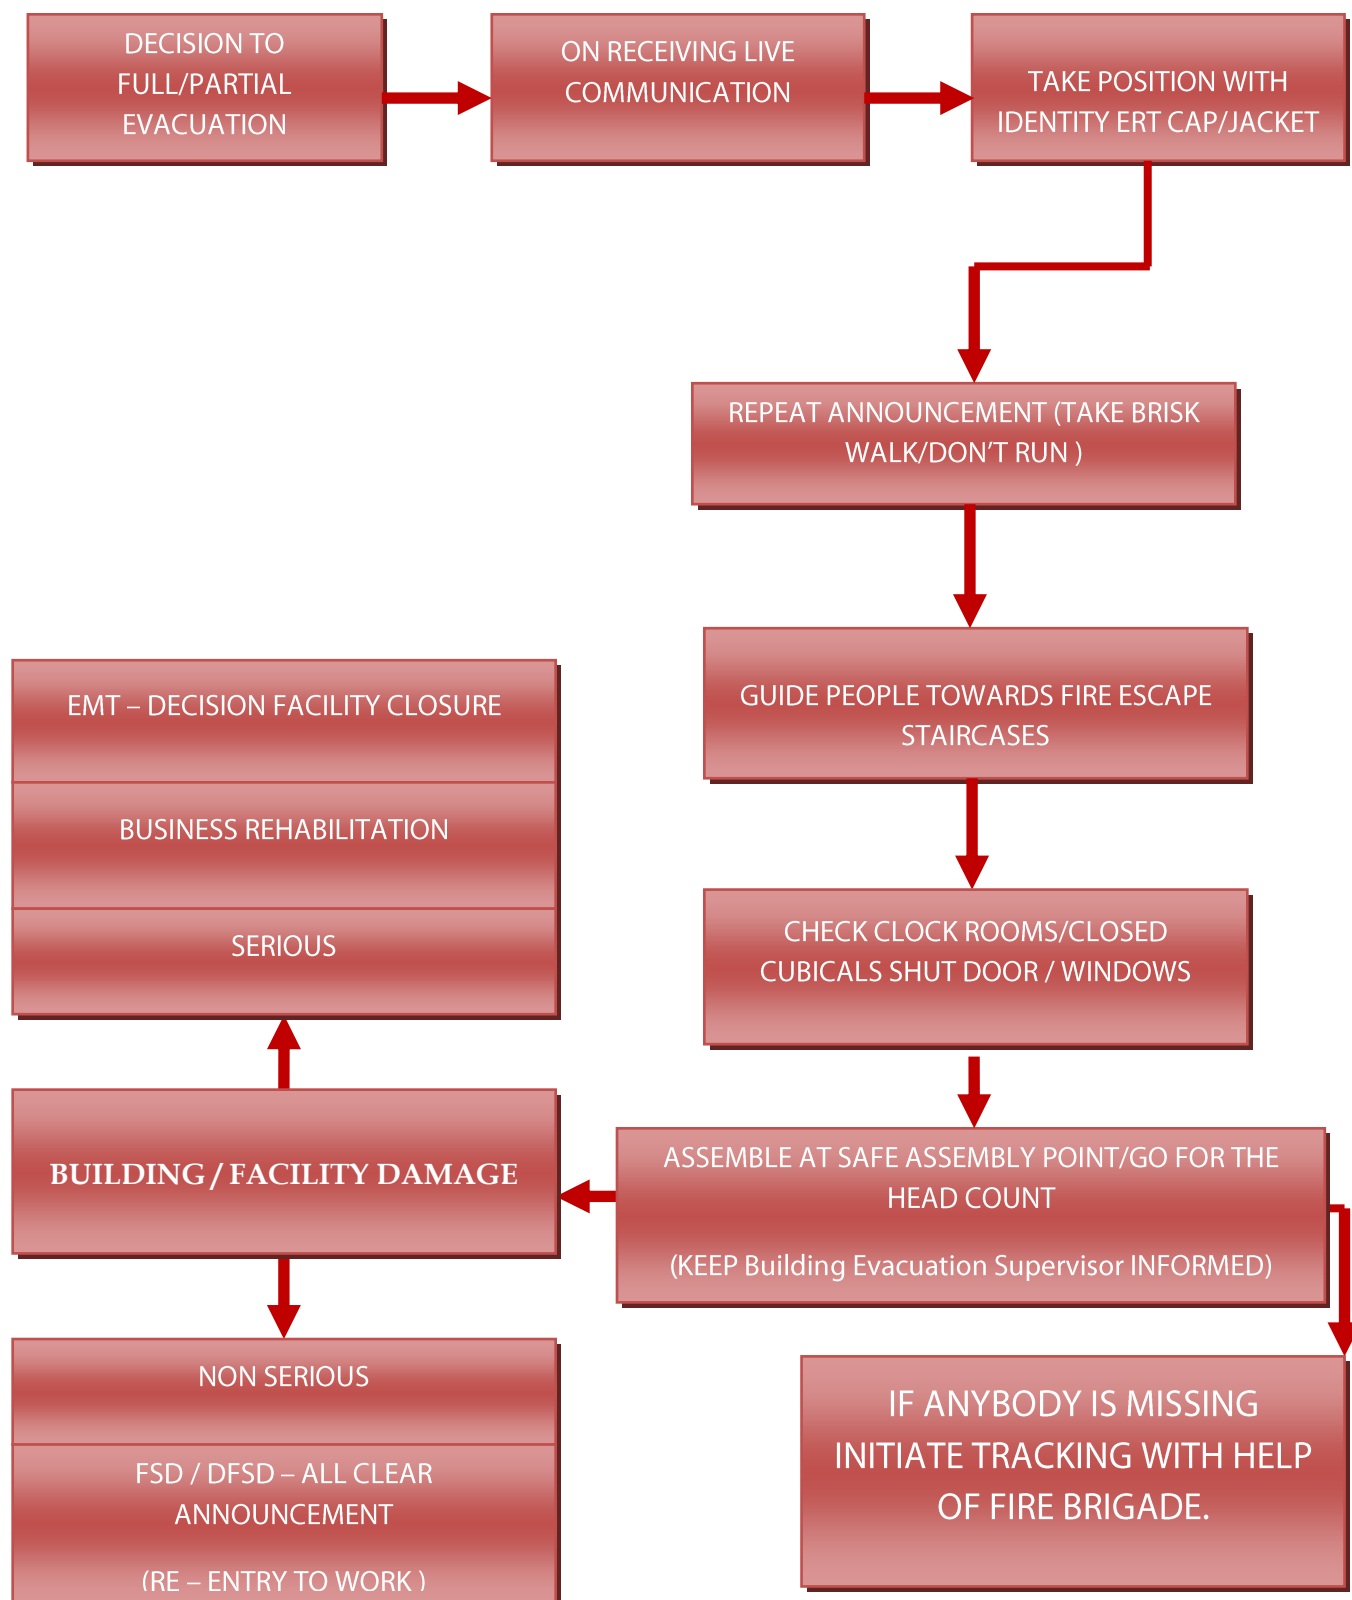 DECISION TO
FULL/PARTIAL
EVACUATION
ON RECEIVING LIVE
COMMUNICATION
TAKE POSITION WITH
IDENTITY ERT CAP/JACKET
REPEAT ANNOUNCEMENT (TAKE BRISK
WALK/DON’T RUN )
GUIDE PEOPLE TOWARDS FIRE ESCAPE
STAIRCASES
CHECK CLOCK ROOMS/CLOSED
CUBICALS SHUT DOOR / WINDOWS
ASSEMBLE AT SAFE ASSEMBLY POINT/GO FOR THE
HEAD COUNT
(KEEP Building Evacuation Supervisor INFORMED)
IF ANYBODY IS MISSING
INITIATE TRACKING WITH HELP
OF FIRE BRIGADE.
EMT – DECISION FACILITY CLOSURE
BUSINESS REHABILITATION
SERIOUS
BUILDING / FACILITY DAMAGE
NON SERIOUS
FSD / DFSD – ALL CLEAR
ANNOUNCEMENT
(RE – ENTRY TO WORK )